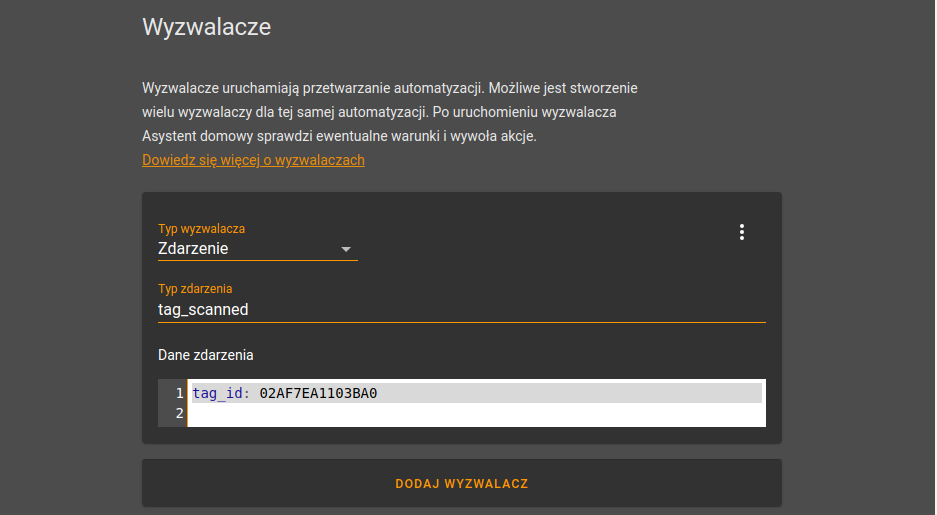 Wyzwalacze
Wyzwalacze uruchamiają przetwarzanie automatyzacji. Możliwe jest stworzenie
wielu wyzwalaczy dla tej samej automatyzacji. Po uruchomieniu wyzwalacza
Asystent domowy sprawdzi ewentualne warunki i wywoła akcje.
Dowiedz się więcej o wyzwalaczach
Typ wyzwalacza
Zdarzenie
Typ zdarzenia
tag_scanned
Dane zdarzenia
1 tag_id: 02AF7EA1103BA0
2
DODAJ WYZWALACZ